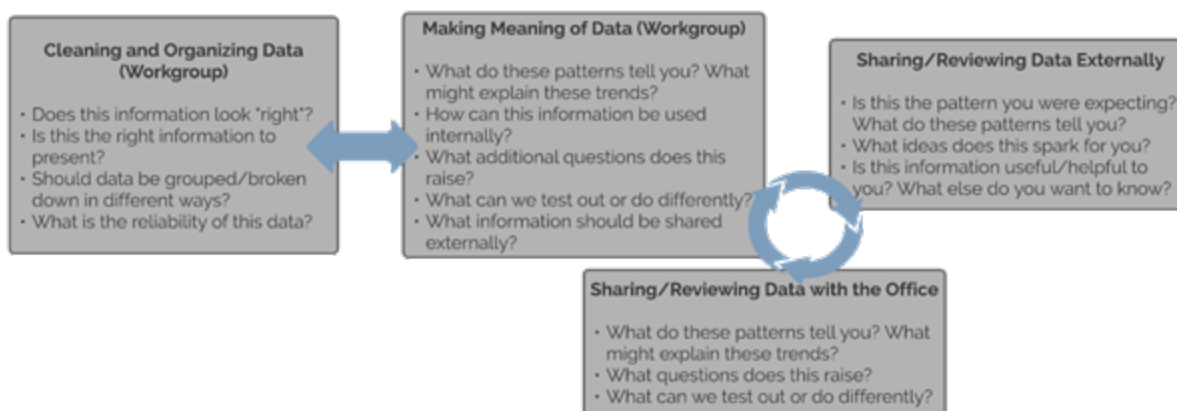 Cleaning and Organizing Data
(Workgroup)
• Does this information look "right"?
• Is this the right information to
present?
• Should data be grouped/broken
down in different ways?
• What is the reliability of this data?
Making Meaning of Data (Workgroup)
• What do these patterns tell you? What
might explain these trends?
• How can this information be used
internally?
• What additional questions does this
raise?
• What can we test out or do differently?
• What information should be shared
externally?
Sharing/Reviewing Data Externally
• Is this the pattern you were expecting?
What do these patterns tell you?
• What ideas does this spark for you?
• Is this information useful/helpful to
you? What else do you want to know?
Sharing/Reviewing Data with the Office
• What do these patterns tell you? What
might explain these trends?
• What questions does this raise?
• What can we test out or do differently?